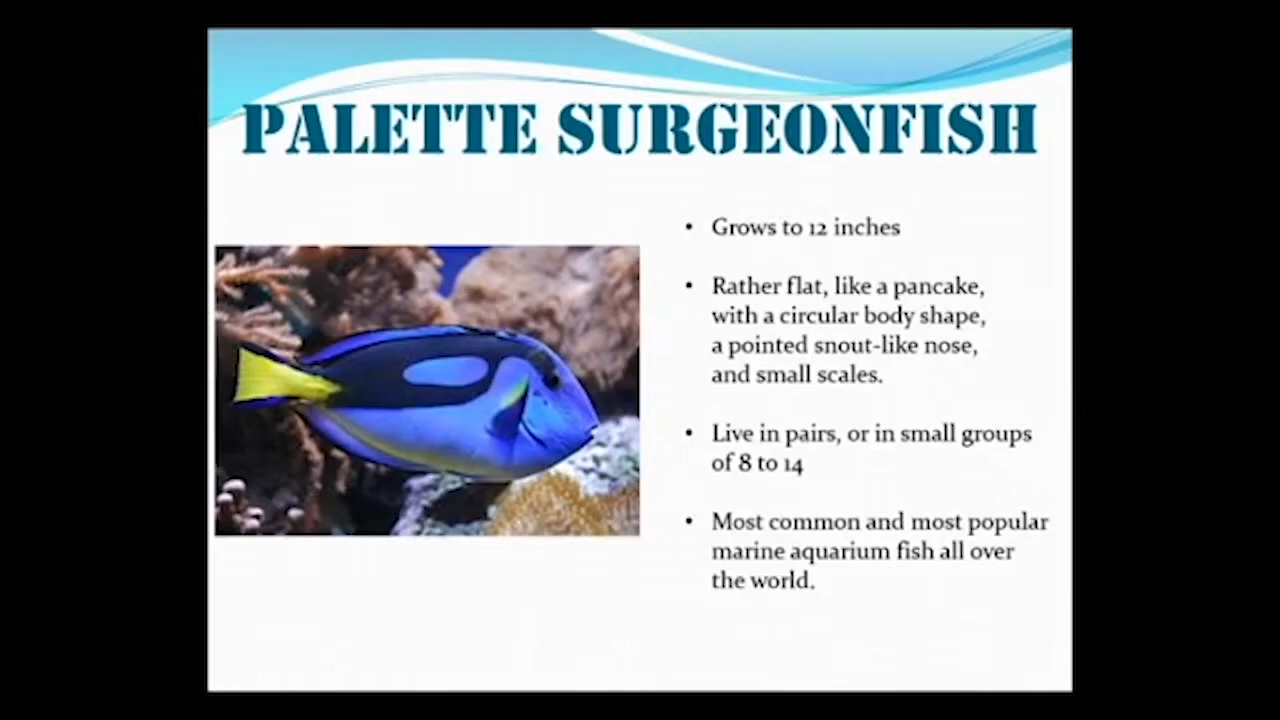 PALETTE SURGEONFISH
• Grows to 12 inches
• Rather flat, like a pancake,
with a circular body shape,
a pointed snout-like nose,
and small scales.
• Live in pairs, or in small groups
of 8 to 14
• Most common and most popular
marine aquarium fish all over
the world.